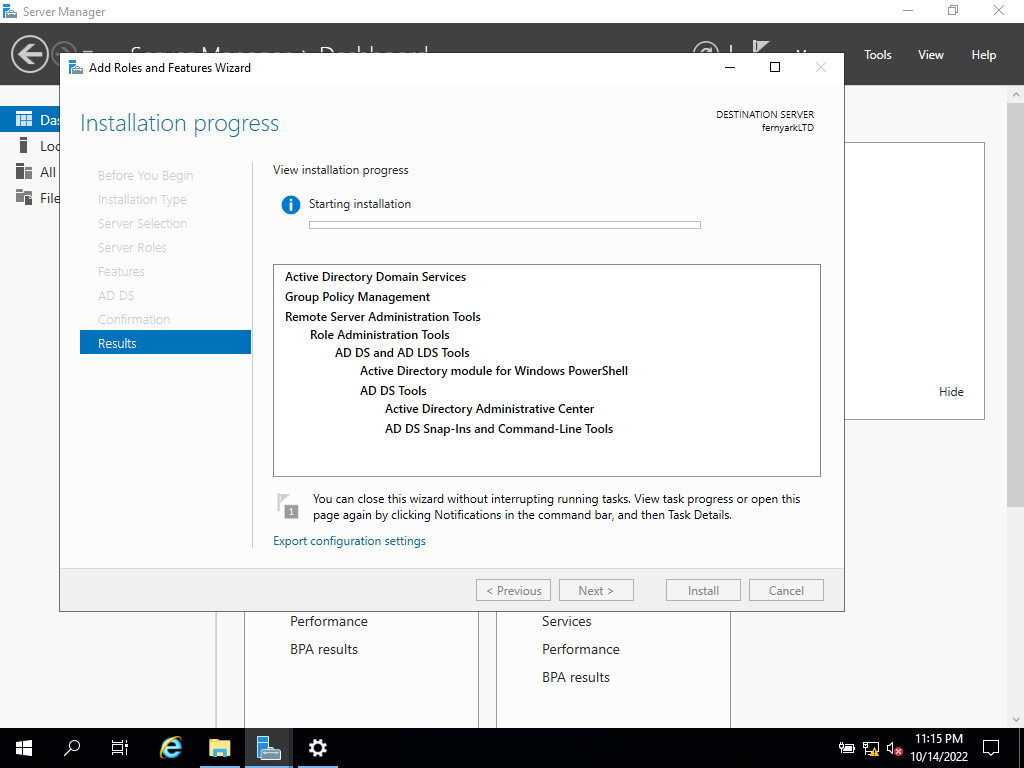 Server Manager
Tools View Help
Add Roles and Features Wizard
Installation progress
DESTINATION SERVER
fernyarkLTD
Before You Begin
Installation Type
Server Selection
Server Roles
Features
AD DS
Confirmation
Results
View installation progress
Starting installation
Active Directory Domain Services
Group Policy Management
Remote Server Administration Tools
Role Administration Tools
AD DS and AD LDS Tools
Active Directory module for Windows PowerShell
AD DS Tools
Active Directory Administrative Center
AD DS Snap-Ins and Command-Line Tools
1
You can close this wizard without interrupting running tasks. View task progress or open this
page again by clicking Notifications in the command bar, and then Task Details.
Export configuration settings
< Previous Next > Install Cancel
All
File
Hide
Performance
BPA results
Services
Performance
BPA results
11:15 PM
10/14/2022